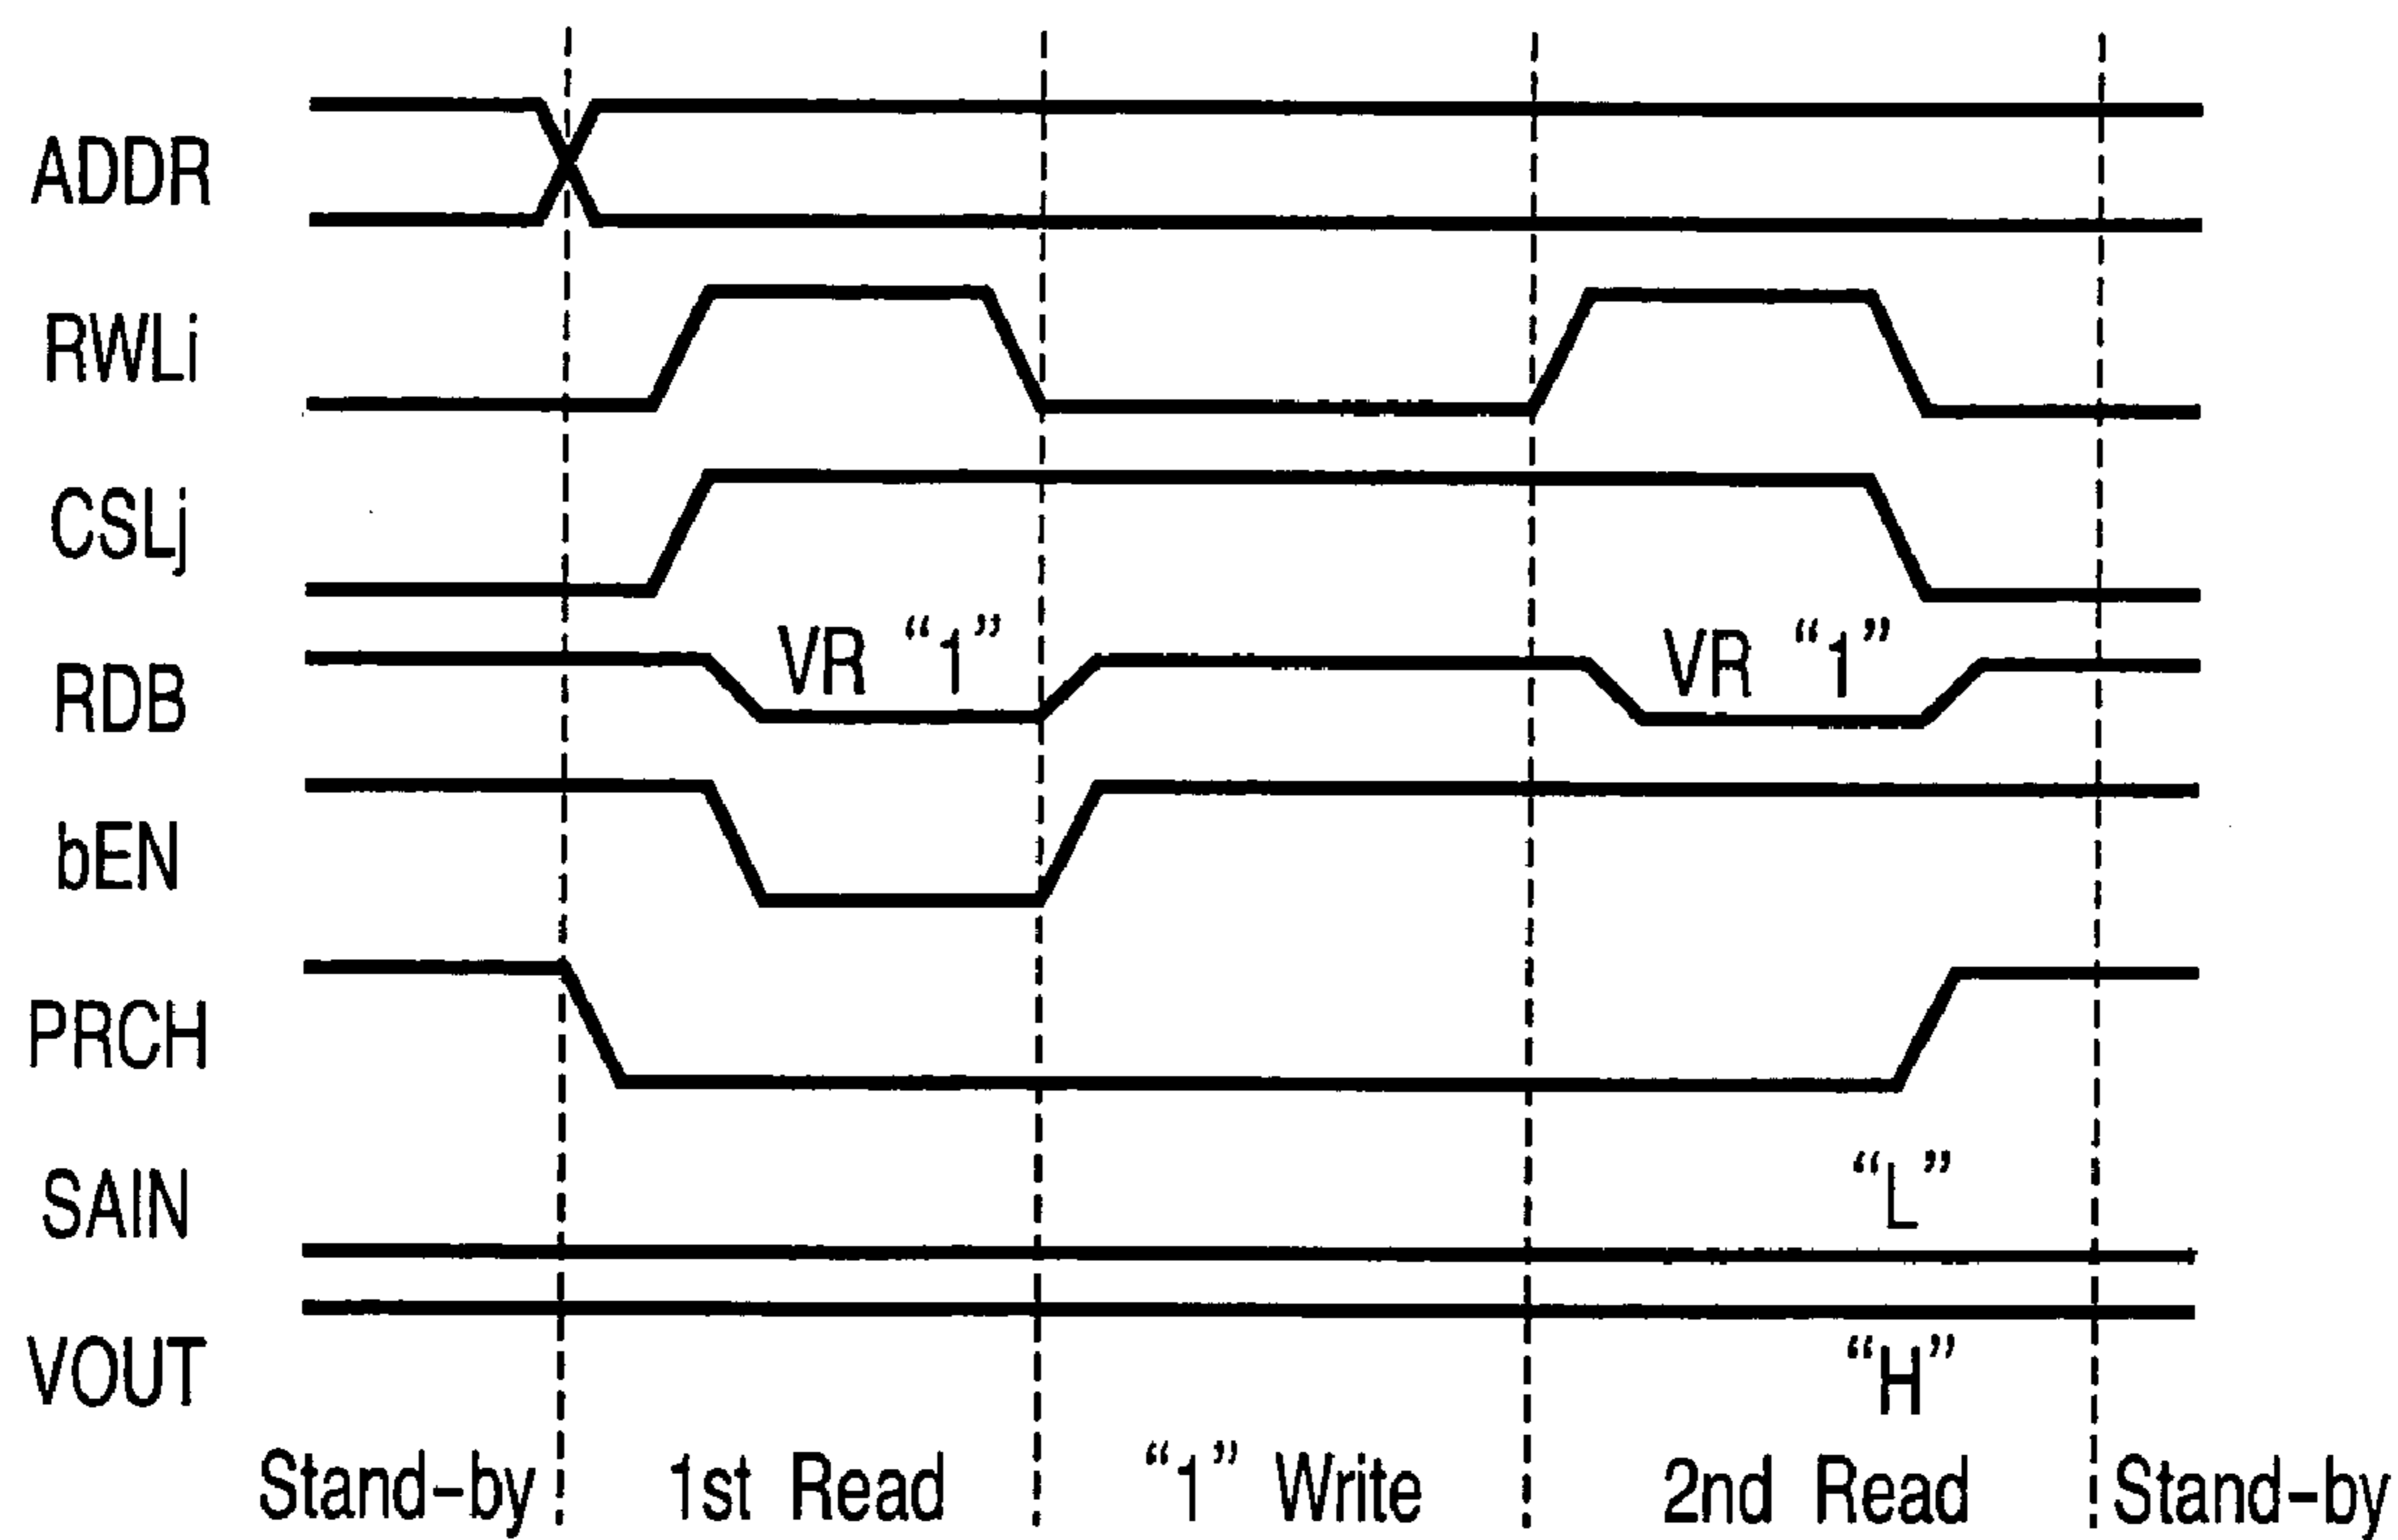 ADDR
RWLi
CSLj
VR “1” VR “1”
RDB
bEN
PRCH
“L”
SAIN
VOUT
“H”
Stand-by 1st Read “1” Write 2nd Read Stand-by